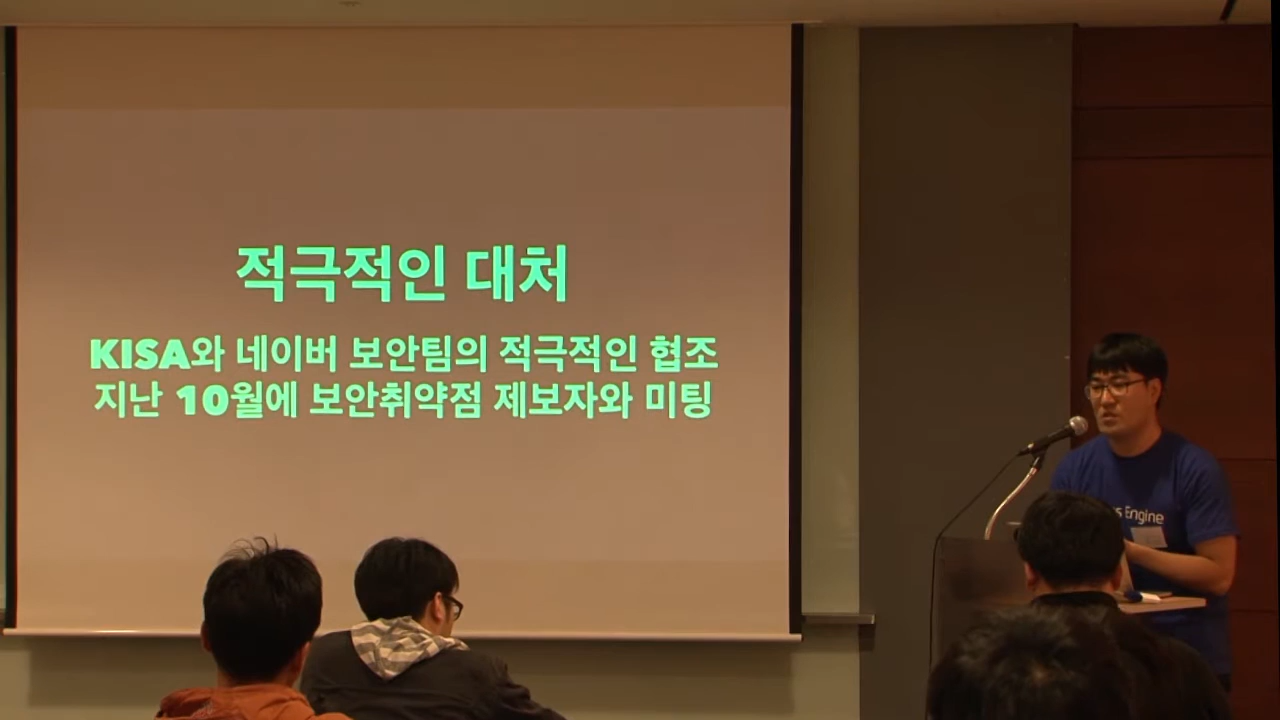 적극적인 대처
KISA와 네이버 보안팀의 적극적인 협조
지난 10월에 보안취약점 제보자와 미팅
Engine